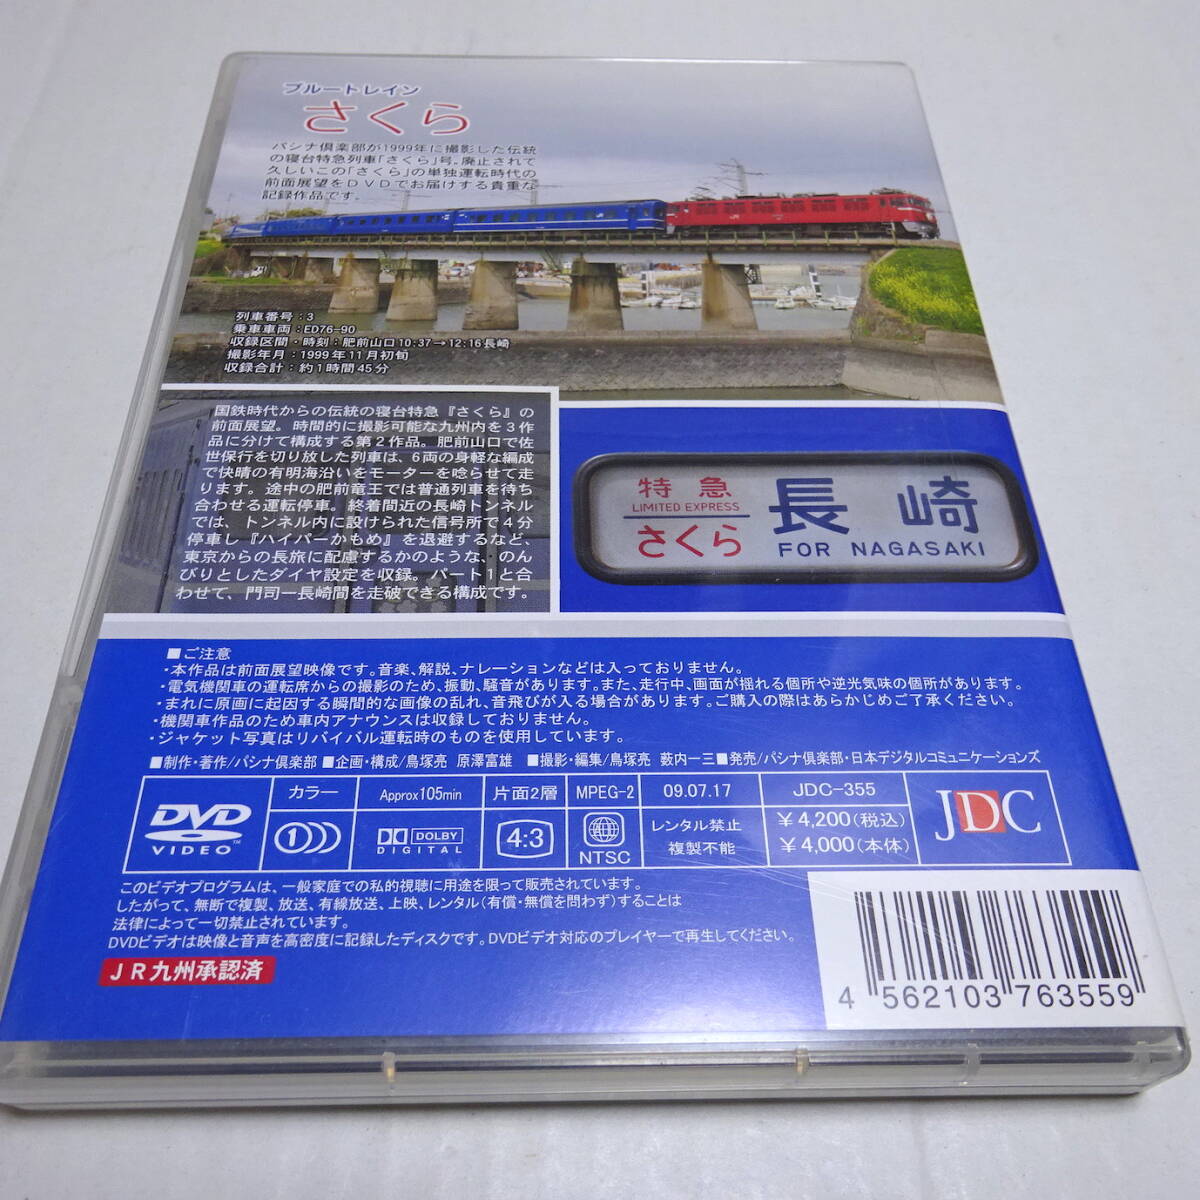 ブルートレイン
さくら
パシナ倶楽部が1999年に撮影した伝統
の寝台特急列車「さくら」号。廃止されて
久しいこの「さくら」の単独運転時代の
前面展望をDVDでお届けする貴重な
記録作品です。
列車番号:3
乗車車両:ED76-90
収録区間・時刻:肥前山口10:37→12:16長崎
撮影年月:1999年11月初旬
収録合計:約1時間45分
国鉄時代からの伝統の寝台特急『さくら』の
前面展望。時間的に撮影可能な九州内を3作
品に分けて構成する第2作品。肥前山口で佐
世保行を切り放した列車は、6両の身軽な編成
で快晴の有明海沿いをモーターを唸らせて走
ります。途中の肥前竜王では普通列車を待ち
合わせる運転停車。終着間近の長崎トンネル
では、トンネル内に設けられた信号所で4分
停車し『ハイパーかもめ』を退避するなど、
東京からの長旅に配慮するかのような、のん
びりとしたダイヤ設定を収録。パート1と合
わせて、門司ー長崎間を走破できる構成です。
特急
LIMITED EXPRESS
さくら
長崎
FOR NAGASAKI
■ご注意
・本作品は前面展望映像です。音楽、解説、ナレーションなどは入っておりません。
・電気機関車の運転席からの撮影のため、振動、騒音があります。また、走行中、画面が揺れる個所や逆光気味の個所があります。
・まれに原画に起因する瞬間的な画像の乱れ、音飛びが入る場合があります。ご購入の際はあらかじめご了承ください。
・機関車作品のため車内アナウンスは収録しておりません。
・ジャケット写真はリバイバル運転時のものを使用しています。
■制作・著作/パシナ倶楽部 ■企画・構成/鳥塚亮 原澤富雄 ■撮影・編集/鳥塚亮 薮内一三 ■発売/パシナ倶楽部・日本デジタルコミュニケーションズ
DVD VIDEO™
カラー
Approx105min
片面2層
MPEG-2
09.07.17
JDC-355
1
DOLBY DIGITAL
4:3
ALL NTSC
レンタル禁止
複製不能
¥4,200(税込)
¥4,000(本体)
JDC
このビデオプログラムは、一般家庭での私的視聴に用途を限って販売されています。
したがって、無断で複製、放送、有線放送、上映、レンタル(有償・無償を問わず)することは
法律によって一切禁止されています。
DVDビデオは映像と音声を高密度に記録したディスクです。DVDビデオ対応のプレイヤーで再生してください。
JR九州承認済
4 562103 763559